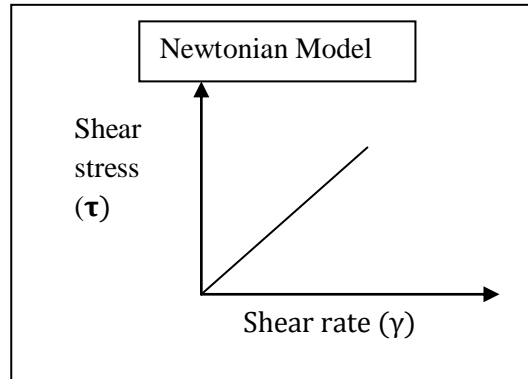 Newtonian Model
Shear
stress
(τ)
Shear rate (γ)